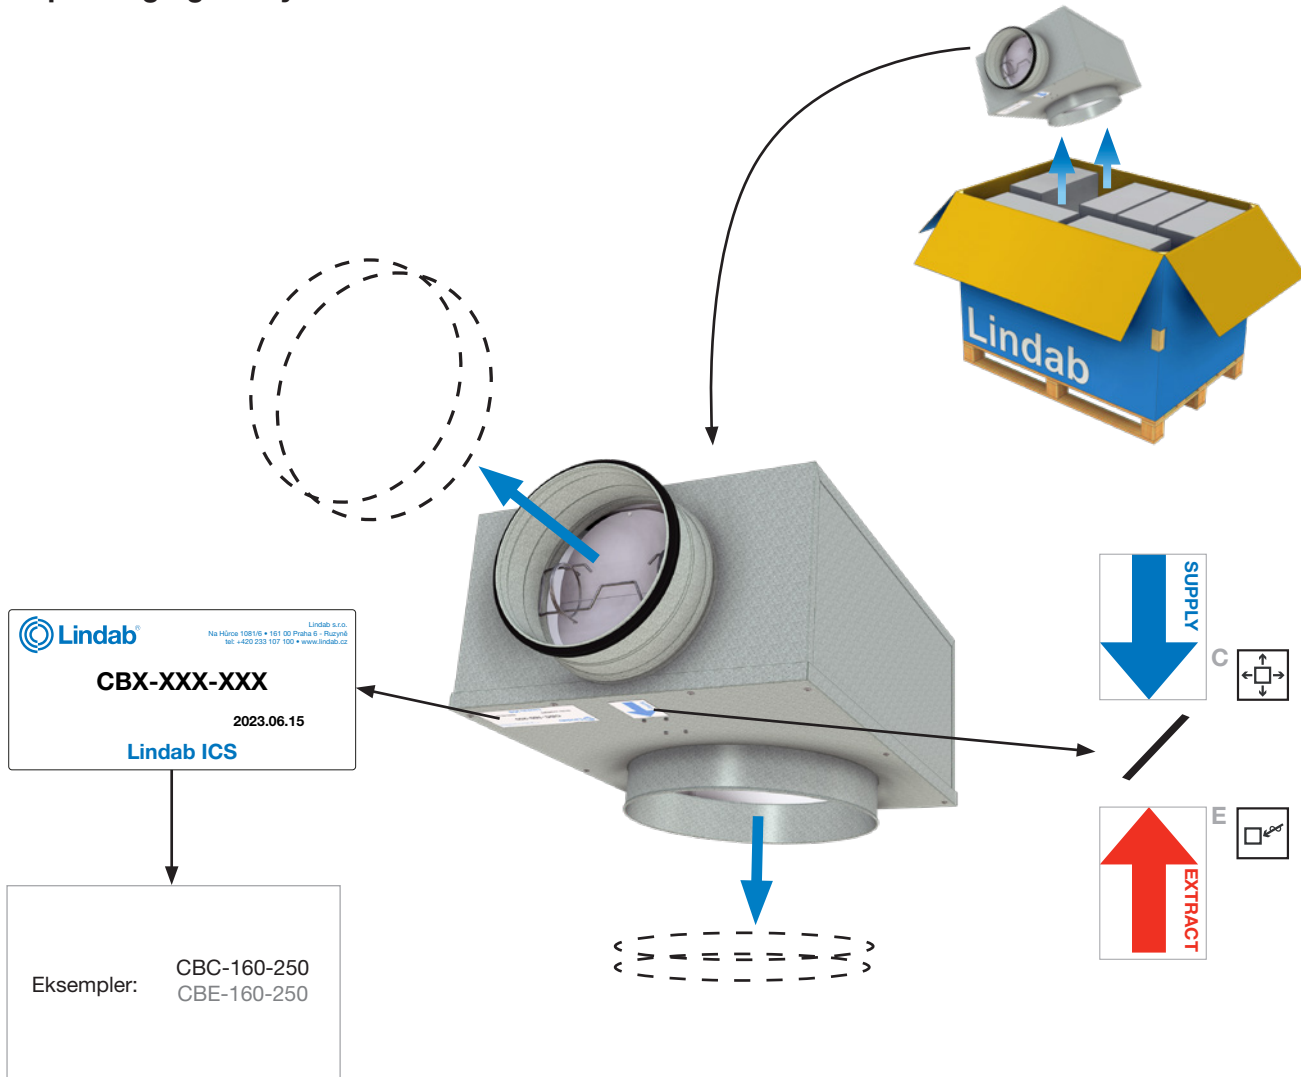 Lindab
Lindab®
Lindab s.r.o.
Na Hůrce 1081/6 • 161 00 Praha 6 - Ruzyně
tel: +420 233 107 100 • www.lindab.cz
CBX-XXX-XXX
2023.06.15
Lindab ICS
SUPPLY
C
E
EXTRACT
Eksempler:
CBC-160-250
CBE-160-250